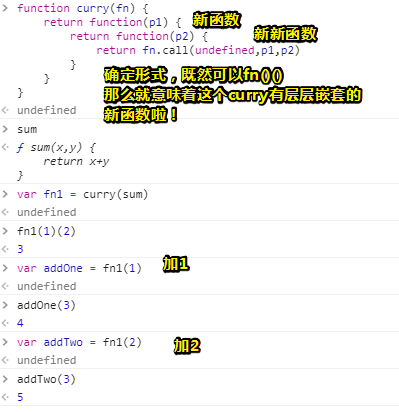 function curry(fn) {
return function(p1) { 新函数
return function(p2) { 新新函数
return fn.call(undefined,p1,p2)
}
} 确定形式，既然可以fn()()
那么就意味着这个curry有层层嵌套的
} 新函数啦！
undefined
sum
ƒ sum(x,y) {
return x+y
}
var fn1 = curry(sum)
undefined
fn1(1)(2)
3
var addOne = fn1(1) 加1
undefined
addOne(3)
4
var addTwo = fn1(2) 加2
undefined
addTwo(3)
5